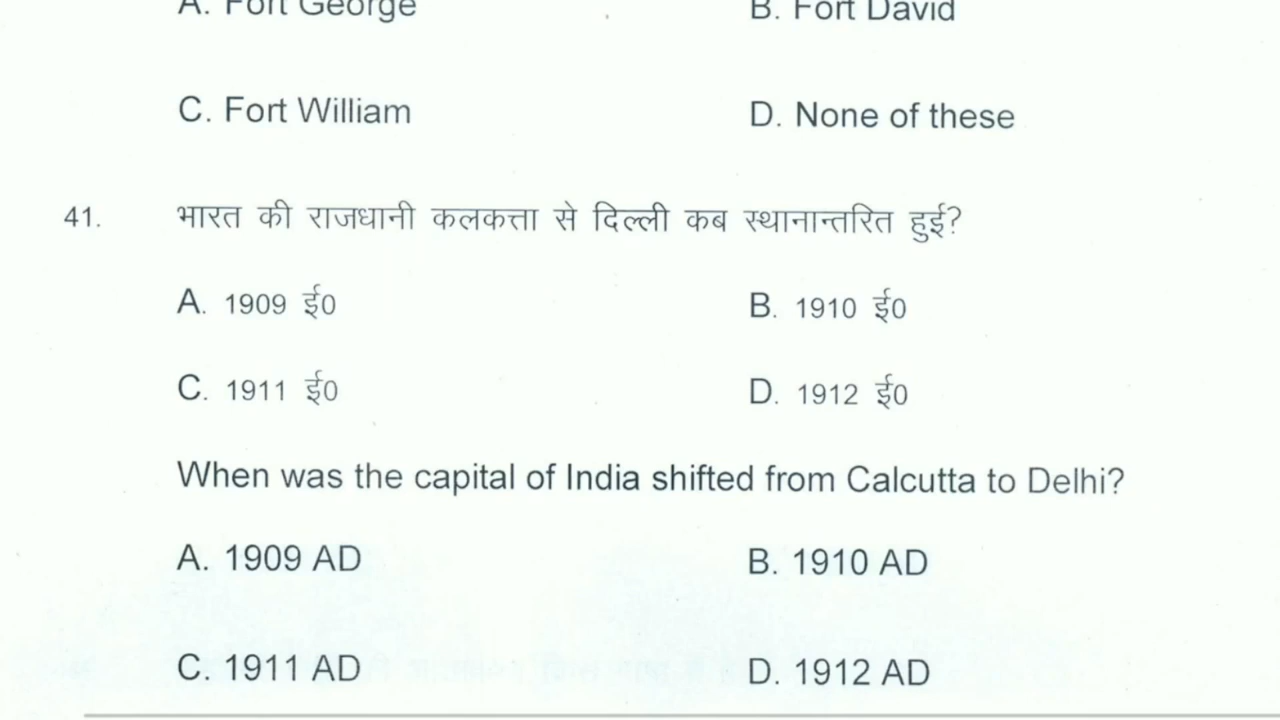 A. Fort George B. Fort David
C. Fort William D. None of these
41. भारत की राजधानी कलकत्ता से दिल्ली कब स्थानान्तरित हुई?
A. 1909 ई0 B. 1910 ई0
C. 1911 ई0 D. 1912 ई0
When was the capital of India shifted from Calcutta to Delhi?
A. 1909 AD B. 1910 AD
C. 1911 AD D. 1912 AD